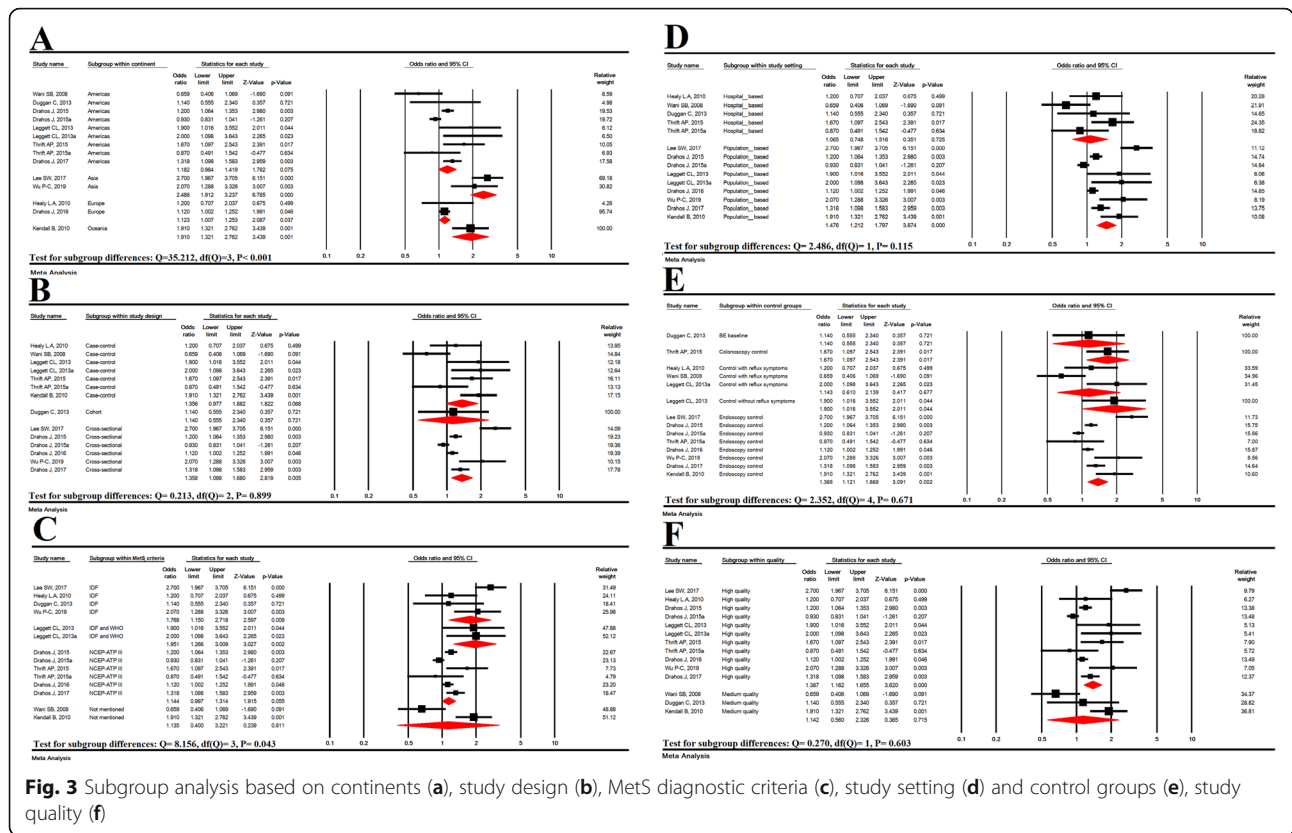 A
Study name Subgroup within continent Statistics for each study Odds ratio and 95% CI
Odds ratio Lower limit Upper limit Z-Value p-Value Relative weight
Wani SB, 2008 Americas 0.659 0.406 1.069 -1.690 0.091 8.59
Duggan C, 2013 Americas 1.140 0.555 2.340 0.357 0.721 4.98
Drahos J, 2015 Americas 1.200 1.064 1.353 2.980 0.003 19.53
Drahos J, 2015a Americas 0.930 0.831 1.041 -1.261 0.207 19.72
Leggett CL, 2013 Americas 1.900 1.016 3.552 2.011 0.044 6.12
Leggett CL, 2013a Americas 2.000 1.098 3.643 2.265 0.023 6.50
Thrift AP, 2015 Americas 1.670 1.097 2.543 2.391 0.017 10.05
Thrift AP, 2015a Americas 0.870 0.491 1.542 -0.477 0.634 6.93
Drahos J, 2017 Americas 1.318 1.098 1.583 2.959 0.003 17.58
1.182 0.984 1.419 1.782 0.075
Lee SW, 2017 Asia 2.700 1.967 3.705 6.151 0.000 69.18
Wu P-C, 2019 Asia 2.070 1.288 3.326 3.007 0.003 30.82
2.488 1.912 3.237 6.785 0.000
Healy L.A, 2010 Europe 1.200 0.707 2.037 0.675 0.499 4.26
Drahos J, 2016 Europe 1.120 1.002 1.252 1.991 0.046 95.74
1.123 1.007 1.253 2.087 0.037
Kendall B, 2010 Oceania 1.910 1.321 2.762 3.439 0.001 100.00
1.910 1.321 2.762 3.439 0.001
0.1 0.2 0.5 1 2 5 10
Test for subgroup differences: Q=35.212, df(Q)=3, P< 0.001
Meta Analysis
B
Study name Subgroup within study design Statistics for each study Odds ratio and 95% CI
Odds ratio Lower limit Upper limit Z-Value p-Value Relative weight
Healy L.A, 2010 Case-control 1.200 0.707 2.037 0.675 0.499 13.95
Wani SB, 2008 Case-control 0.659 0.406 1.069 -1.690 0.091 14.84
Leggett CL, 2013 Case-control 1.900 1.016 3.552 2.011 0.044 12.18
Leggett CL, 2013a Case-control 2.000 1.098 3.643 2.265 0.023 12.64
Thrift AP, 2015 Case-control 1.670 1.097 2.543 2.391 0.017 16.11
Thrift AP, 2015a Case-control 0.870 0.491 1.542 -0.477 0.634 13.13
Kendall B, 2010 Case-control 1.910 1.321 2.762 3.439 0.001 17.15
1.356 0.977 1.882 1.822 0.068
Duggan C, 2013 Cohort 1.140 0.555 2.340 0.357 0.721 100.00
1.140 0.555 2.340 0.357 0.721
Lee SW, 2017 Cross-sectional 2.700 1.967 3.705 6.151 0.000 14.09
Drahos J, 2015 Cross-sectional 1.200 1.064 1.353 2.980 0.003 19.23
Drahos J, 2015a Cross-sectional 0.930 0.831 1.041 -1.261 0.207 19.36
Drahos J, 2016 Cross-sectional 1.120 1.002 1.252 1.991 0.046 19.39
Wu P-C, 2019 Cross-sectional 2.070 1.288 3.326 3.007 0.003 10.15
Drahos J, 2017 Cross-sectional 1.318 1.098 1.583 2.959 0.003 17.78
1.358 1.098 1.680 2.819 0.005
0.1 0.2 0.5 1 2 5 10
Test for subgroup differences: Q= 0.213, df(Q)= 2, P= 0.899
Meta Analysis
C
Study name Subgroup within MetS criteria Statistics for each study Odds ratio and 95% CI
Odds ratio Lower limit Upper limit Z-Value p-Value Relative weight
Lee SW, 2017 IDF 2.700 1.967 3.705 6.151 0.000 31.49
Healy L.A, 2010 IDF 1.200 0.707 2.037 0.675 0.499 24.11
Duggan C, 2013 IDF 1.140 0.555 2.340 0.357 0.721 18.41
Wu P-C, 2019 IDF 2.070 1.288 3.326 3.007 0.003 25.98
1.768 1.150 2.718 2.597 0.009
Leggett CL, 2013 IDF and WHO 1.900 1.016 3.552 2.011 0.044 47.88
Leggett CL, 2013a IDF and WHO 2.000 1.098 3.643 2.265 0.023 52.12
1.951 1.266 3.009 3.027 0.002
Drahos J, 2015 NCEP-ATP III 1.200 1.064 1.353 2.980 0.003 22.67
Drahos J, 2015a NCEP-ATP III 0.930 0.831 1.041 -1.261 0.207 23.13
Thrift AP, 2015 NCEP-ATP III 1.670 1.097 2.543 2.391 0.017 7.73
Thrift AP, 2015a NCEP-ATP III 0.870 0.491 1.542 -0.477 0.634 4.79
Drahos J, 2016 NCEP-ATP III 1.120 1.002 1.252 1.991 0.046 23.20
Drahos J, 2017 NCEP-ATP III 1.318 1.098 1.583 2.959 0.003 18.47
1.144 0.997 1.314 1.915 0.055
Wani SB, 2008 Not mentioned 0.659 0.406 1.069 -1.690 0.091 48.88
Kendall B, 2010 Not mentioned 1.910 1.321 2.762 3.439 0.001 51.12
1.135 0.400 3.221 0.239 0.811
0.1 0.2 0.5 1 2 5 10
Test for subgroup differences: Q= 8.156, df(Q)= 3, P= 0.043
Meta Analysis
D
Study name Subgroup within study setting Statistics for each study Odds ratio and 95% CI
Odds ratio Lower limit Upper limit Z-Value p-Value Relative weight
Healy L.A, 2010 Hospital_based 1.200 0.707 2.037 0.675 0.499 20.28
Wani SB, 2008 Hospital_based 0.659 0.406 1.069 -1.690 0.091 21.91
Duggan C, 2013 Hospital_based 1.140 0.555 2.340 0.357 0.721 14.65
Thrift AP, 2015 Hospital_based 1.670 1.097 2.543 2.391 0.017 24.35
Thrift AP, 2015a Hospital_based 0.870 0.491 1.542 -0.477 0.634 18.82
1.065 0.748 1.518 0.351 0.725
Lee SW, 2017 Population_based 2.700 1.967 3.705 6.151 0.000 11.12
Drahos J, 2015 Population_based 1.200 1.064 1.353 2.980 0.003 14.74
Drahos J, 2015a Population_based 0.930 0.831 1.041 -1.261 0.207 14.84
Leggett CL, 2013 Population_based 1.900 1.016 3.552 2.011 0.044 6.06
Leggett CL, 2013a Population_based 2.000 1.098 3.643 2.265 0.023 6.38
Drahos J, 2016 Population_based 1.120 1.002 1.252 1.991 0.046 14.85
Wu P-C, 2019 Population_based 2.070 1.288 3.326 3.007 0.003 8.19
Drahos J, 2017 Population_based 1.318 1.098 1.583 2.959 0.003 13.75
Kendall B, 2010 Population_based 1.910 1.321 2.762 3.439 0.001 10.08
1.476 1.212 1.797 3.874 0.000
0.1 0.2 0.5 1 2 5 10
Test for subgroup differences: Q= 2.486, df(Q)= 1, P= 0.115
Meta Analysis
E
Study name Subgroup within control groups Statistics for each study Odds ratio and 95% CI
Odds ratio Lower limit Upper limit Z-Value p-Value Relative weight
Duggan C, 2013 BE baseline 1.140 0.555 2.340 0.357 0.721 100.00
1.140 0.555 2.340 0.357 0.721
Thrift AP, 2015 Colonoscopy control 1.670 1.097 2.543 2.391 0.017 100.00
1.670 1.097 2.543 2.391 0.017
Healy L.A, 2010 Control with reflux symptoms 1.200 0.707 2.037 0.675 0.499 33.59
Wani SB, 2008 Control with reflux symptoms 0.659 0.406 1.069 -1.690 0.091 34.96
Leggett CL, 2013a Control with reflux symptoms 2.000 1.098 3.643 2.265 0.023 31.45
1.143 0.610 2.139 0.417 0.677
Leggett CL, 2013 Control without reflux symptoms 1.900 1.016 3.552 2.011 0.044 100.00
1.900 1.016 3.552 2.011 0.044
Lee SW, 2017 Endoscopy control 2.700 1.967 3.705 6.151 0.000 11.73
Drahos J, 2015 Endoscopy control 1.200 1.064 1.353 2.980 0.003 15.75
Drahos J, 2015a Endoscopy control 0.930 0.831 1.041 -1.261 0.207 15.86
Thrift AP, 2015a Endoscopy control 0.870 0.491 1.542 -0.477 0.634 7.00
Drahos J, 2016 Endoscopy control 1.120 1.002 1.252 1.991 0.046 15.87
Wu P-C, 2019 Endoscopy control 2.070 1.288 3.326 3.007 0.003 8.56
Drahos J, 2017 Endoscopy control 1.318 1.098 1.583 2.959 0.003 14.64
Kendall B, 2010 Endoscopy control 1.910 1.321 2.762 3.439 0.001 10.60
1.368 1.121 1.668 3.091 0.002
0.1 0.2 0.5 1 2 5 10
Test for subgroup differences: Q= 2.352, df(Q)= 4, P= 0.671
Meta Analysis
F
Study name Subgroup within quality Statistics for each study Odds ratio and 95% CI
Odds ratio Lower limit Upper limit Z-Value p-Value Relative weight
Lee SW, 2017 High quality 2.700 1.967 3.705 6.151 0.000 9.79
Healy L.A, 2010 High quality 1.200 0.707 2.037 0.675 0.499 6.27
Drahos J, 2015 High quality 1.200 1.064 1.353 2.980 0.003 13.38
Drahos J, 2015a High quality 0.930 0.831 1.041 -1.261 0.207 13.48
Leggett CL, 2013 High quality 1.900 1.016 3.552 2.011 0.044 5.13
Leggett CL, 2013a High quality 2.000 1.098 3.643 2.265 0.023 5.41
Thrift AP, 2015 High quality 1.670 1.097 2.543 2.391 0.017 7.90
Thrift AP, 2015a High quality 0.870 0.491 1.542 -0.477 0.634 5.72
Drahos J, 2016 High quality 1.120 1.002 1.252 1.991 0.046 13.49
Wu P-C, 2019 High quality 2.070 1.288 3.326 3.007 0.003 7.05
Drahos J, 2017 High quality 1.318 1.098 1.583 2.959 0.003 12.37
1.387 1.162 1.655 3.620 0.000
Wani SB, 2008 Medium quality 0.659 0.406 1.069 -1.690 0.091 34.37
Duggan C, 2013 Medium quality 1.140 0.555 2.340 0.357 0.721 28.82
Kendall B, 2010 Medium quality 1.910 1.321 2.762 3.439 0.001 36.81
1.142 0.560 2.326 0.365 0.715
0.1 0.2 0.5 1 2 5 10
Test for subgroup differences: Q= 0.270, df(Q)= 1, P= 0.603
Meta Analysis
Fig. 3 Subgroup analysis based on continents (a), study design (b), MetS diagnostic criteria (c), study setting (d) and control groups (e), study
quality (f)